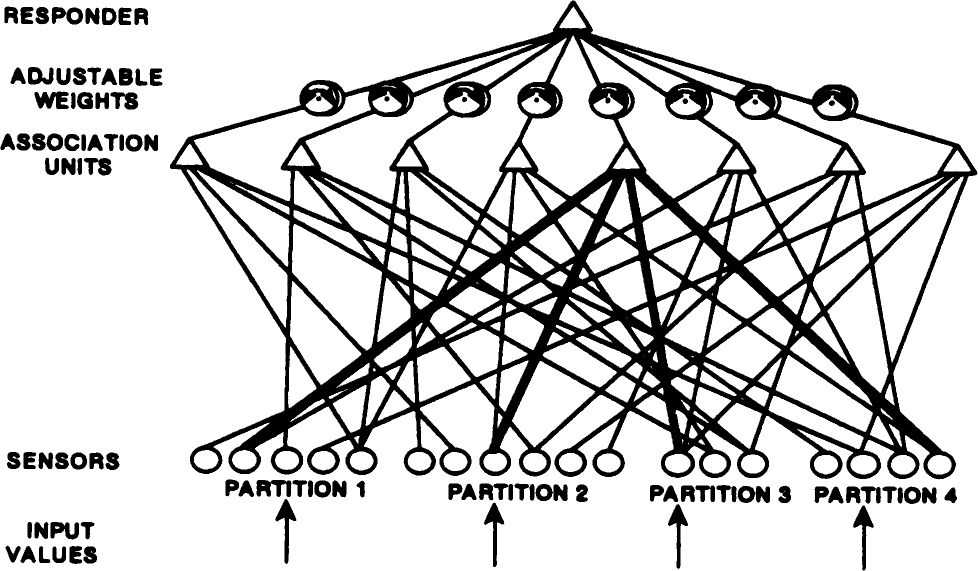 RESPONDER
ADJUSTABLE
WEIGHTS
ASSOCIATION
UNITS
SENSORS
PARTITION 1
PARTITION 2
PARTITION 3
PARTITION 4
INPUT
VALUES